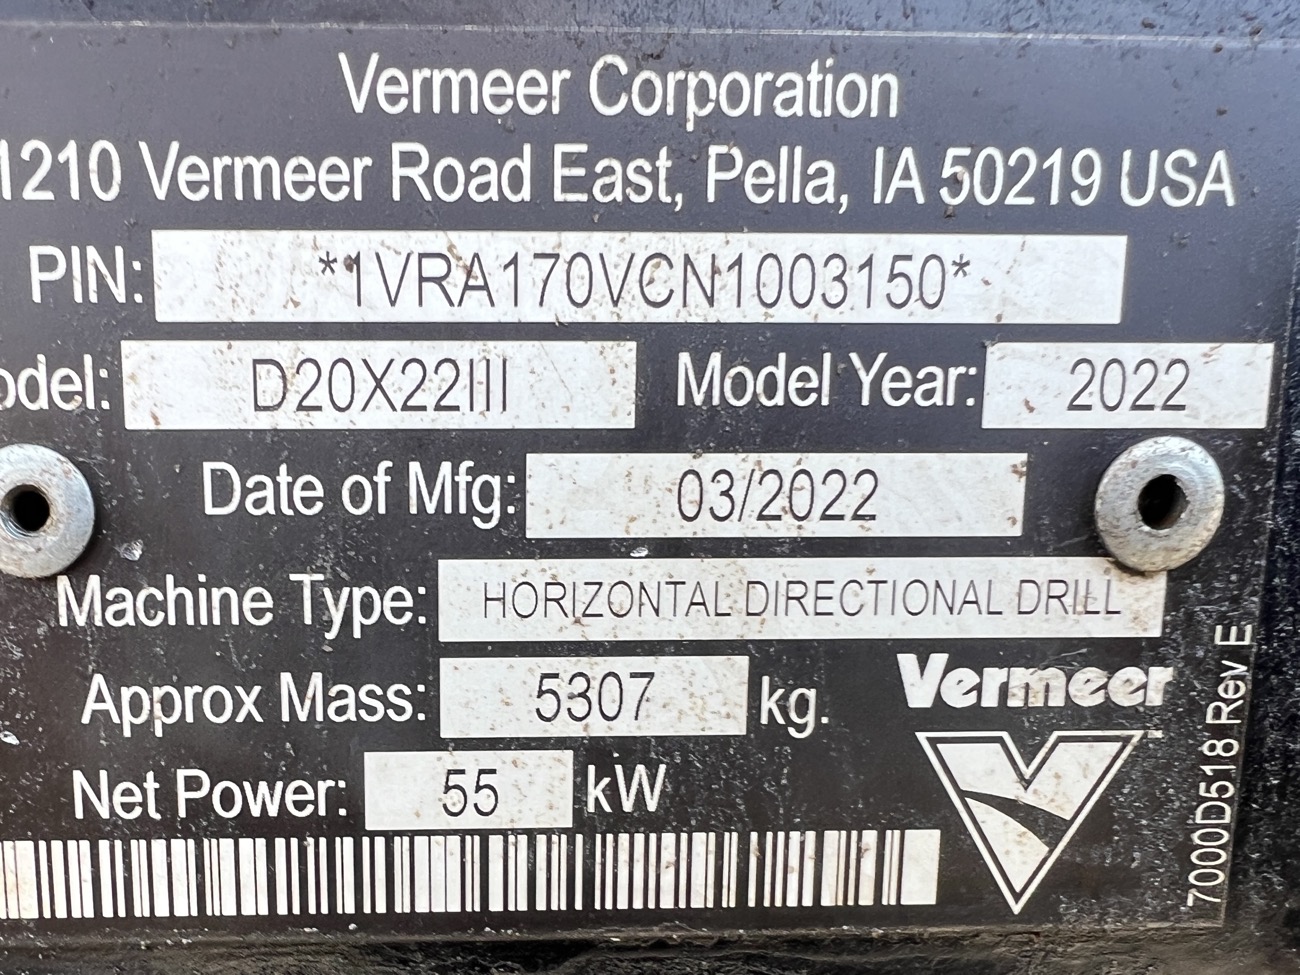 Vermeer Corporation
1210 Vermeer Road East, Pella, IA 50219 USA
PIN: *1VRA170VCN1003150*
odel: D20X22III Model Year: 2022
Date of Mfg: 03/2022
Machine Type: HORIZONTAL DIRECTIONAL DRILL
Approx Mass: 5307 kg.
Net Power: 55 kW
Vermeer
7000D518 Rev E